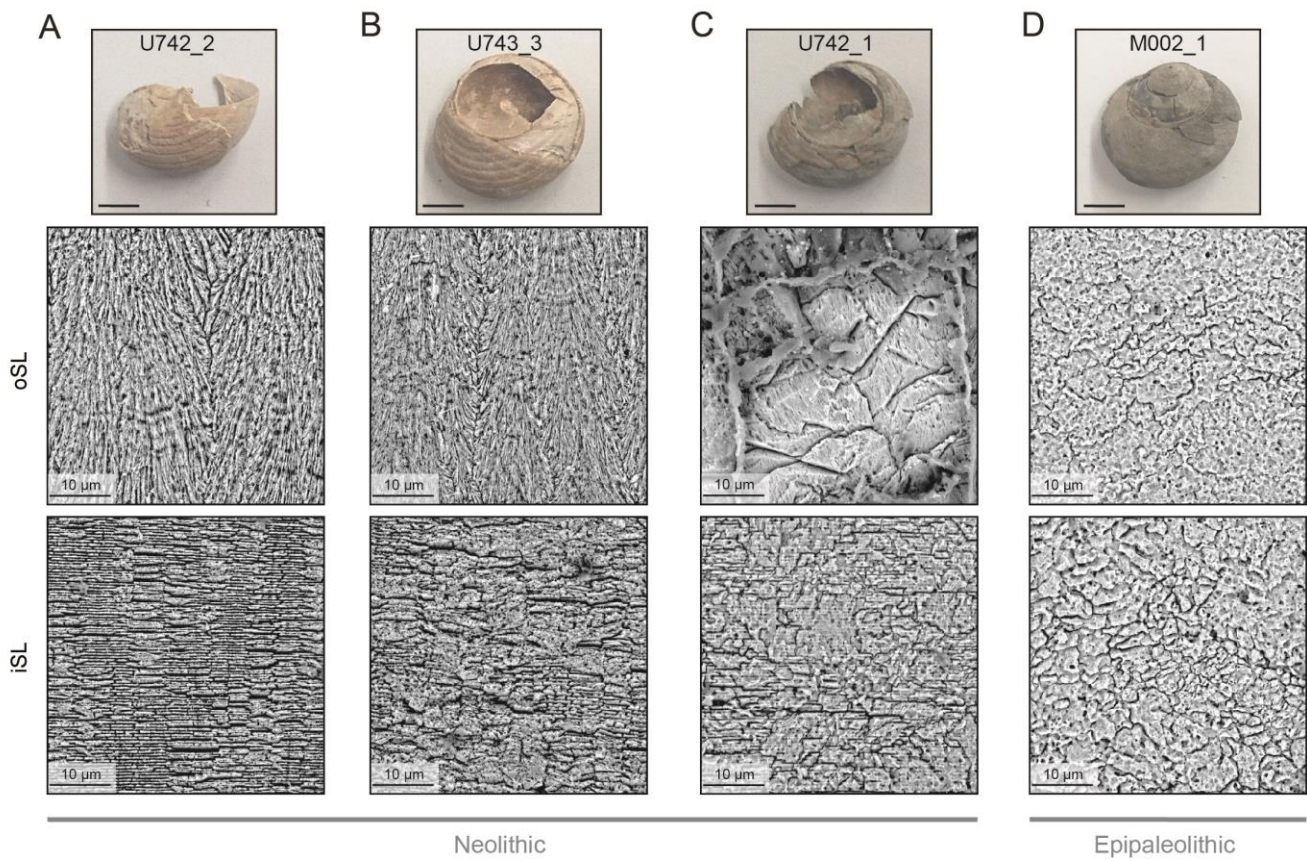 A
B
C
D
U742_2
U743_3
U742_1
M002_1
oSL
10 µm
10 µm
10 µm
10 µm
iSL
10 µm
10 µm
10 µm
10 µm
Neolithic
Epipaleolithic